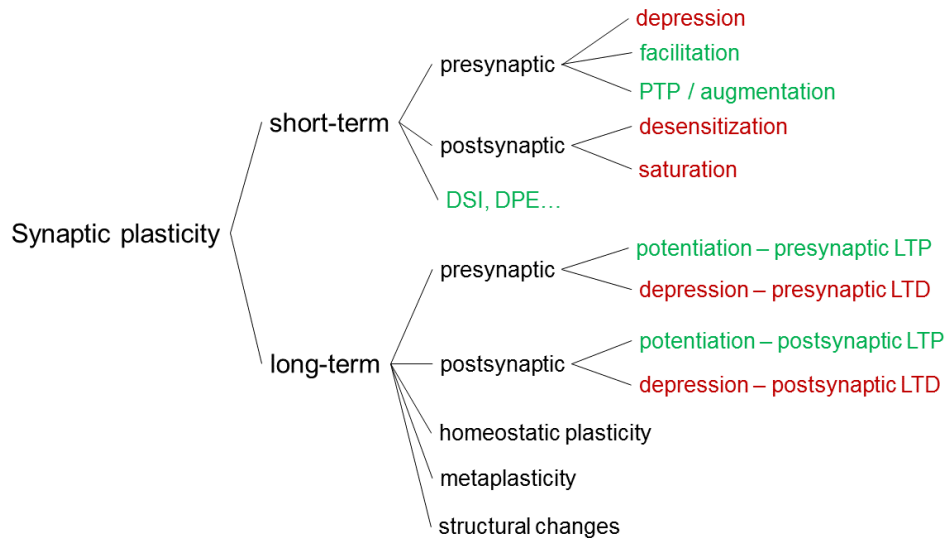 Synaptic plasticity
short-term
presynaptic
depression
facilitation
PTP / augmentation
postsynaptic
desensitization
saturation
DSI, DPE…
long-term
presynaptic
potentiation – presynaptic LTP
depression – presynaptic LTD
postsynaptic
potentiation – postsynaptic LTP
depression – postsynaptic LTD
homeostatic plasticity
metaplasticity
structural changes